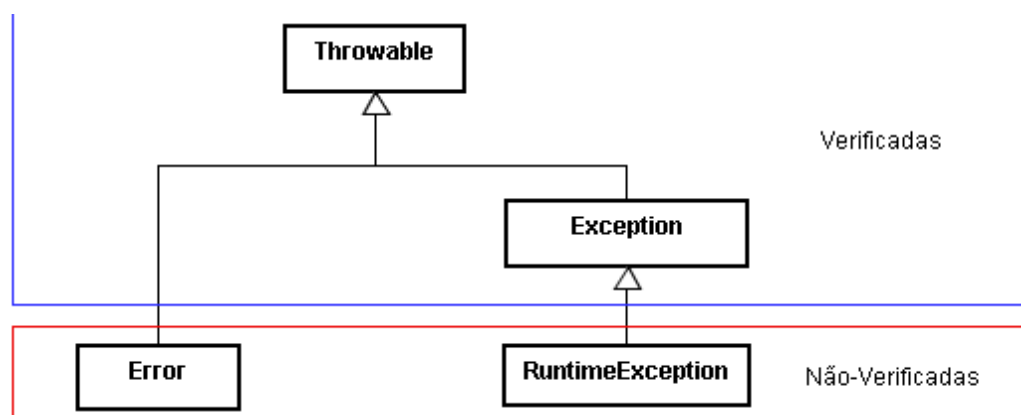 Throwable
Verificadas
Exception
Error
RuntimeException
Não-Verificadas